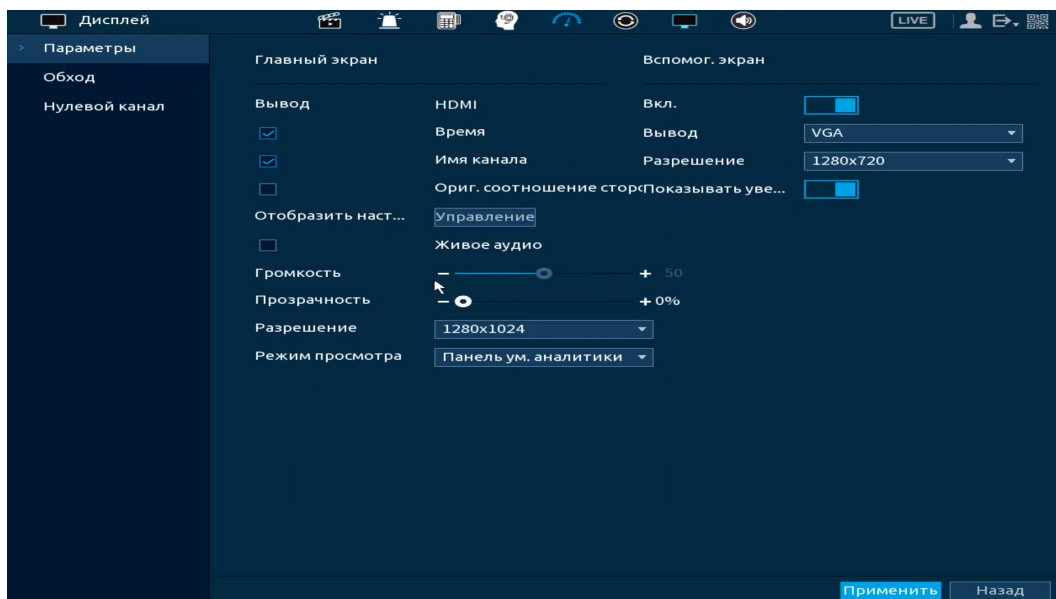 Дисплей LIVE
Параметры
Обход
Нулевой канал
Главный экран Вспомог. экран
Вывод HDMI Вкл.
Время Вывод VGA
Имя канала Разрешение 1280x720
Ориг. соотношение сторо Показывать уве...
Отобразить наст... Управление
Живое аудио
Громкость 50
Прозрачность 0%
Разрешение 1280x1024
Режим просмотра Панель ум. аналитики
Применить Назад